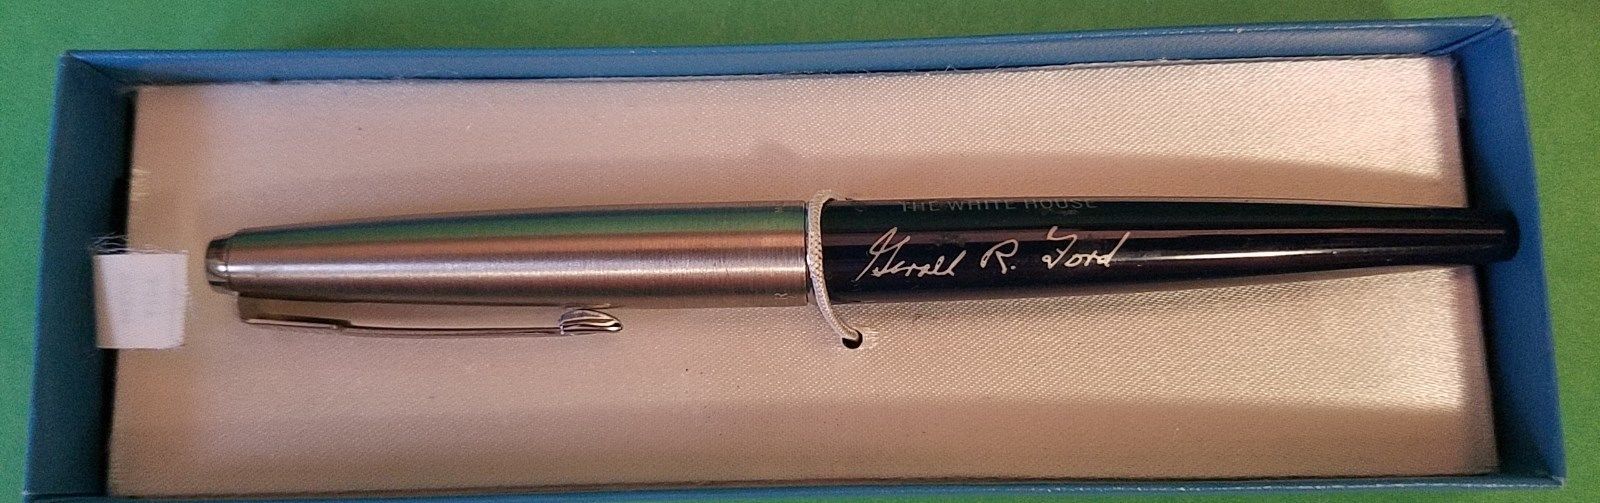 THE WHITE HOUSE
Gerald R. Ford